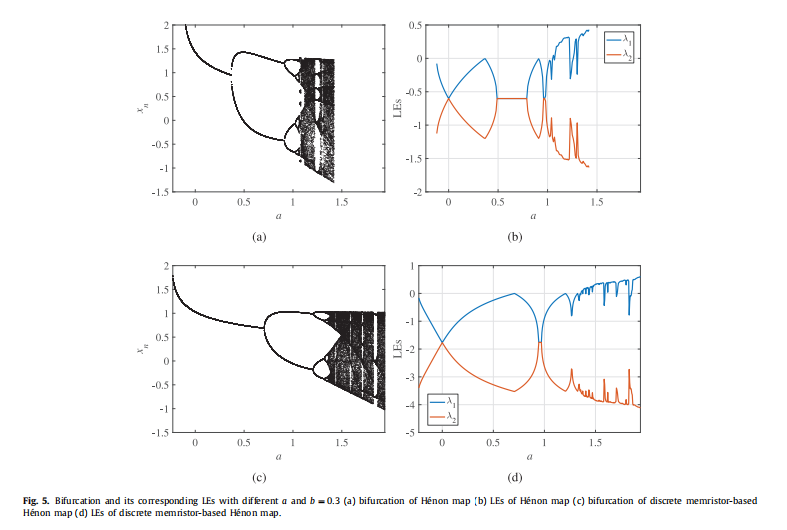 2
1.5
1
0.5
0
-0.5
-1
-1.5
x_n
0 0.5 1 1.5
a
(a)
0.5
0
-0.5
-1
-1.5
-2
LEs
λ_1
λ_2
0 0.5 1 1.5
a
(b)
2
1.5
1
0.5
0
-0.5
-1
-1.5
x_n
0 0.5 1 1.5
a
(c)
1
0
-1
-2
-3
-4
-5
LEs
λ_1
λ_2
0 0.5 1 1.5
a
(d)
Fig. 5. Bifurcation and its corresponding LEs with different a and b = 0.3 (a) bifurcation of Hénon map (b) LEs of Hénon map (c) bifurcation of discrete memristor-based
Hénon map (d) LEs of discrete memristor-based Hénon map.